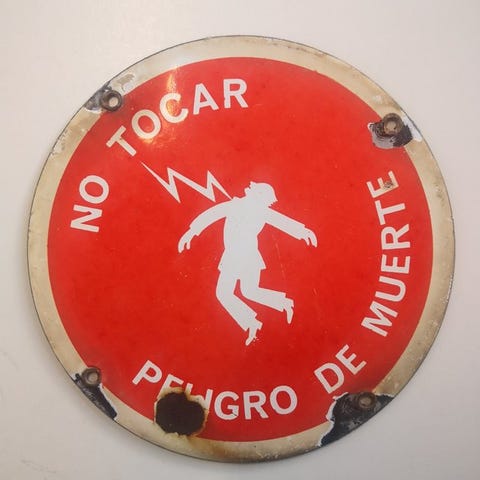 NO TOCAR
PELIGRO DE MUERTE